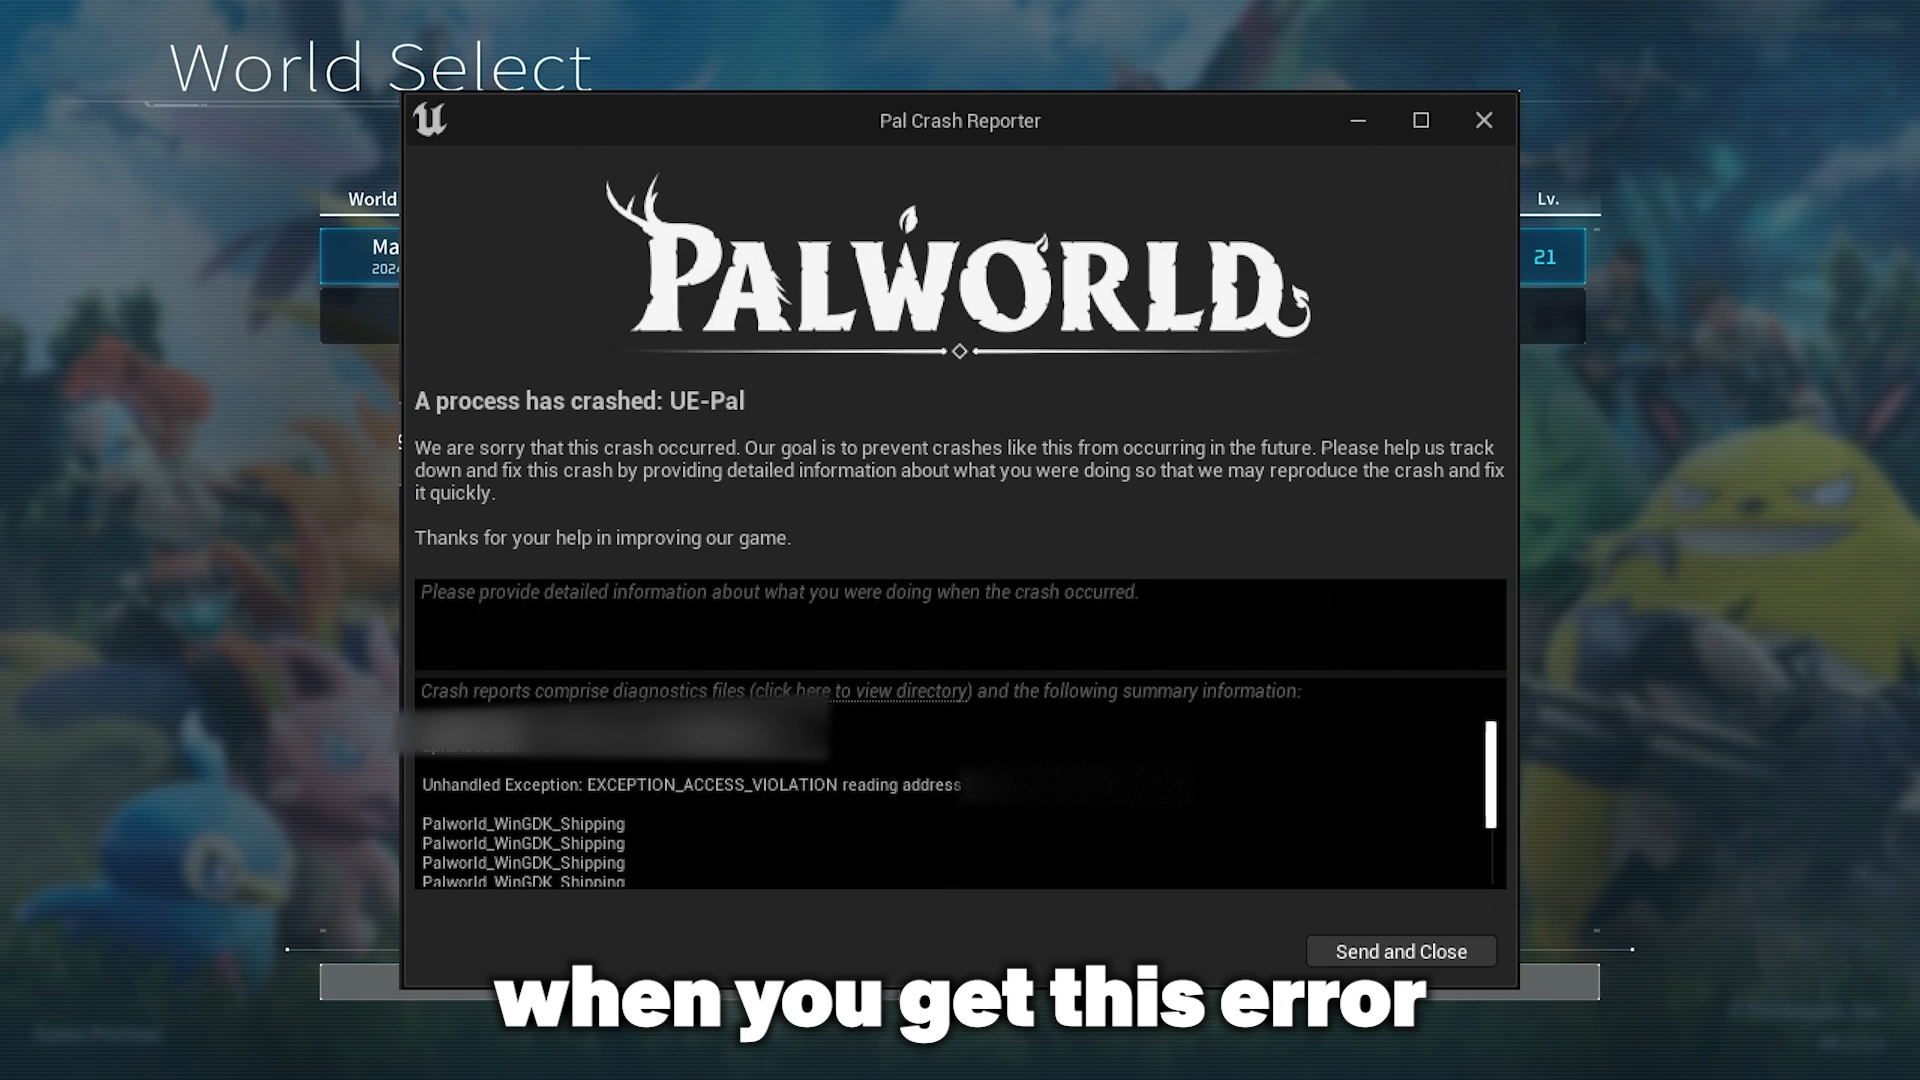 World Select
Pal Crash Reporter
World
Lv.
PALWORLD
Ma
2024
21
A process has crashed: UE-Pal
We are sorry that this crash occurred. Our goal is to prevent crashes like this from occurring in the future. Please help us track
down and fix this crash by providing detailed information about what you were doing so that we may reproduce the crash and fix
it quickly.
Thanks for your help in improving our game.
Please provide detailed information about what you were doing when the crash occurred.
Crash reports comprise diagnostics files (click here to view directory) and the following summary information:
Unhandled Exception: EXCEPTION_ACCESS_VIOLATION reading address
Palworld_WinGDK_Shipping
Palworld_WinGDK_Shipping
Palworld_WinGDK_Shipping
Palworld_WinGDK_Shipping
Send and Close
when you get this error